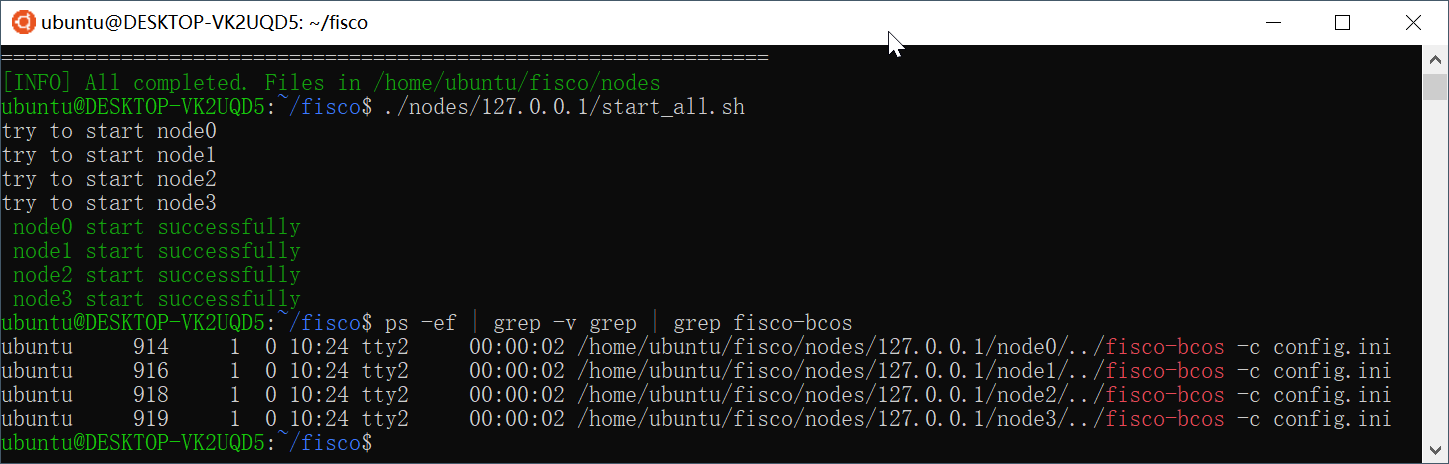 ubuntu@DESKTOP-VK2UQD5: ~/fisco
================================================================
[INFO] All completed. Files in /home/ubuntu/fisco/nodes
ubuntu@DESKTOP-VK2UQD5:~/fisco$ ./nodes/127.0.0.1/start_all.sh
try to start node0
try to start node1
try to start node2
try to start node3
 node0 start successfully
 node1 start successfully
 node2 start successfully
 node3 start successfully
ubuntu@DESKTOP-VK2UQD5:~/fisco$ ps -ef | grep -v grep | grep fisco-bcos
ubuntu     914     1  0 10:24 tty2     00:00:02 /home/ubuntu/fisco/nodes/127.0.0.1/node0/../fisco-bcos -c config.ini
ubuntu     916     1  0 10:24 tty2     00:00:02 /home/ubuntu/fisco/nodes/127.0.0.1/node1/../fisco-bcos -c config.ini
ubuntu     918     1  0 10:24 tty2     00:00:02 /home/ubuntu/fisco/nodes/127.0.0.1/node2/../fisco-bcos -c config.ini
ubuntu     919     1  0 10:24 tty2     00:00:02 /home/ubuntu/fisco/nodes/127.0.0.1/node3/../fisco-bcos -c config.ini
ubuntu@DESKTOP-VK2UQD5:~/fisco$